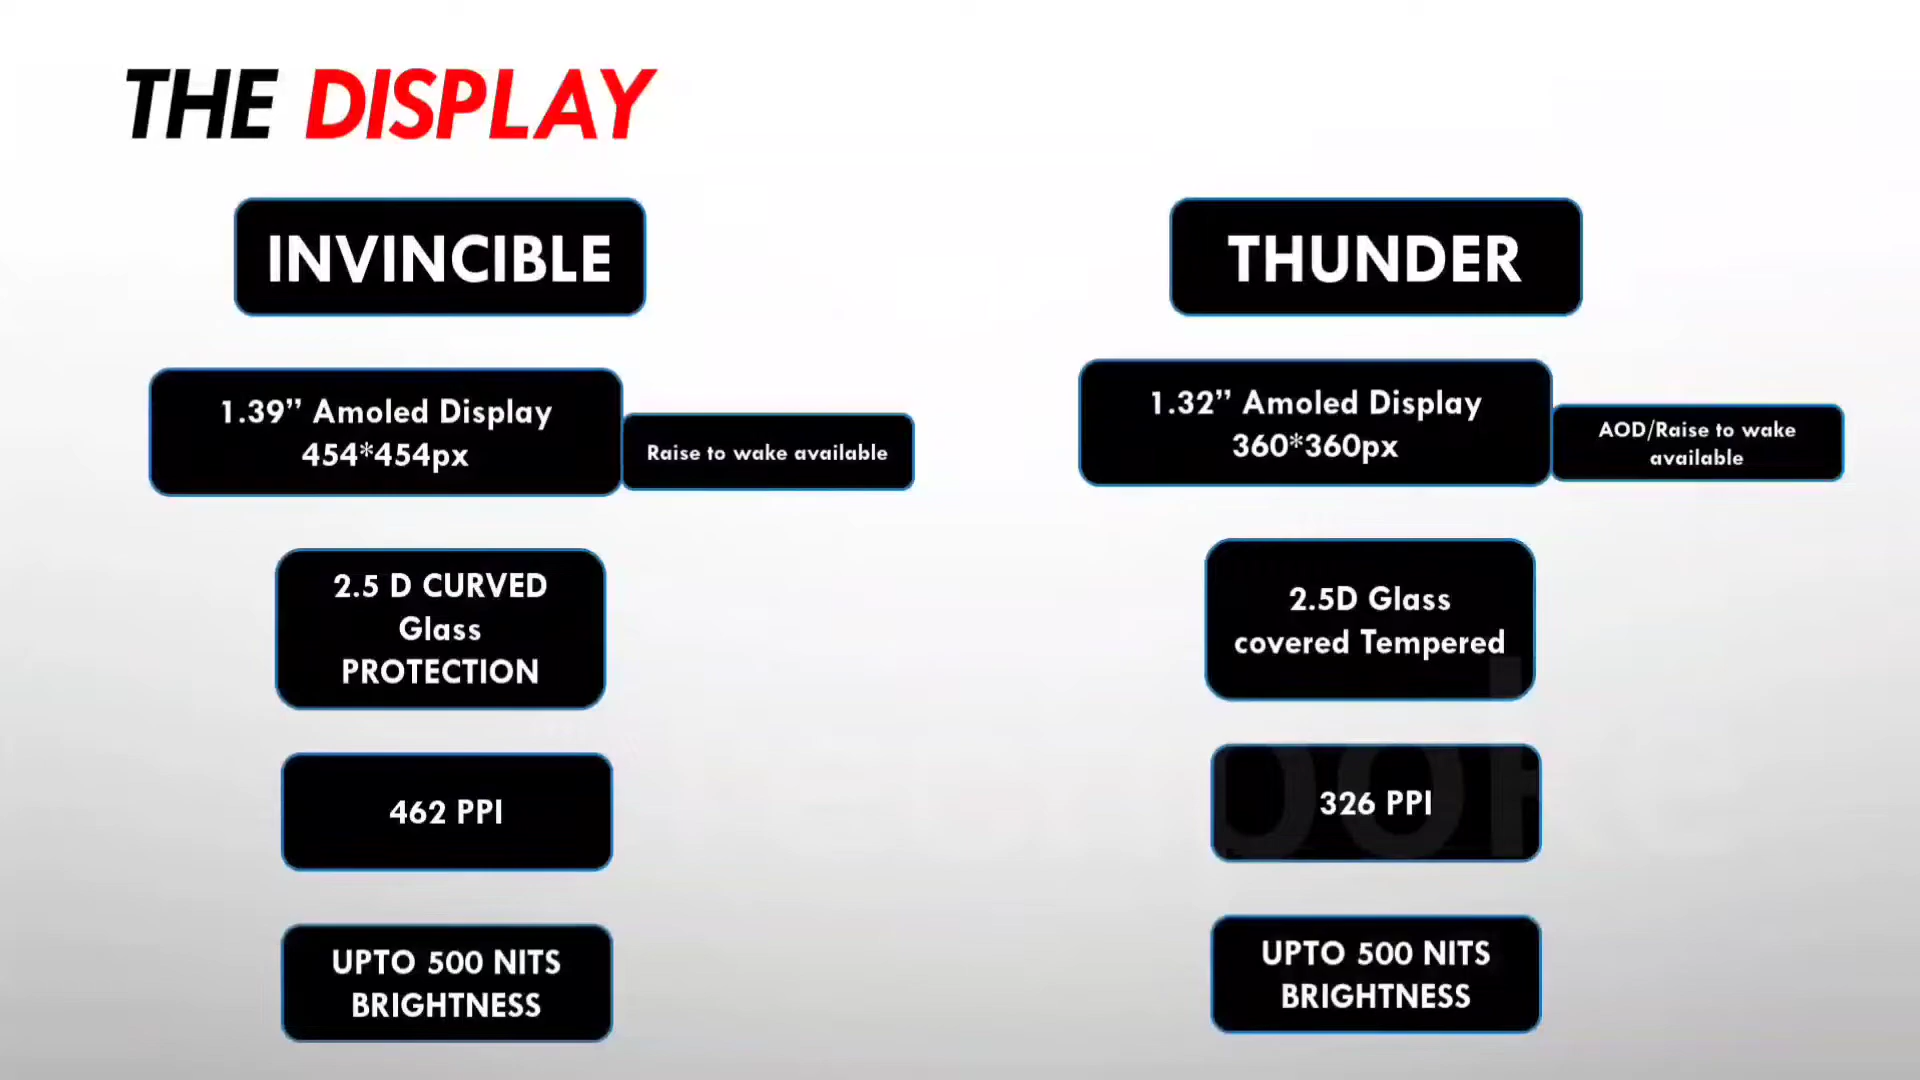 THE DISPLAY
INVINCIBLE
1.39” Amoled Display
454*454px
Raise to wake available
2.5 D CURVED
Glass
PROTECTION
462 PPI
UPTO 500 NITS
BRIGHTNESS
THUNDER
1.32” Amoled Display
360*360px
AOD/Raise to wake
available
2.5D Glass
covered Tempered
326 PPI
UPTO 500 NITS
BRIGHTNESS